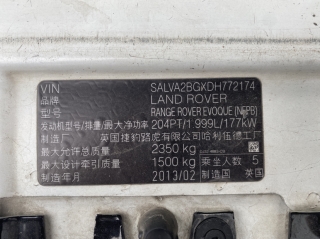 VIN SALVA2BGXDH772174
品牌 LAND ROVER
型号 RANGE ROVER EVOQUE (NFPB)
发动机型号/排量/最大净功率 204PT/1.999L/177kW
制造厂 英国捷豹路虎有限公司哈利伍德工厂
最大允许总质量 2350 kg
最大设计牵引质量 1500 kg 乘坐人数 5
制造年月 2013/02 制造国 英国